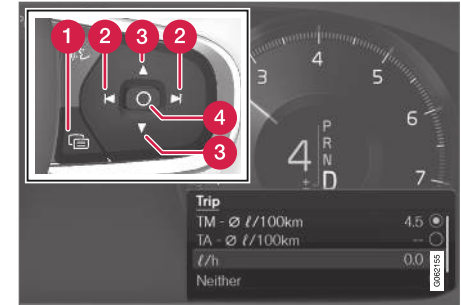 1
2
3
2
4
3
3
4
5
6
7
4
P
R
N
D
±
D
Trip
TM - Ø ℓ/100km 4.5
TA - Ø ℓ/100km --
ℓ/h 0.0
Neither
G062155